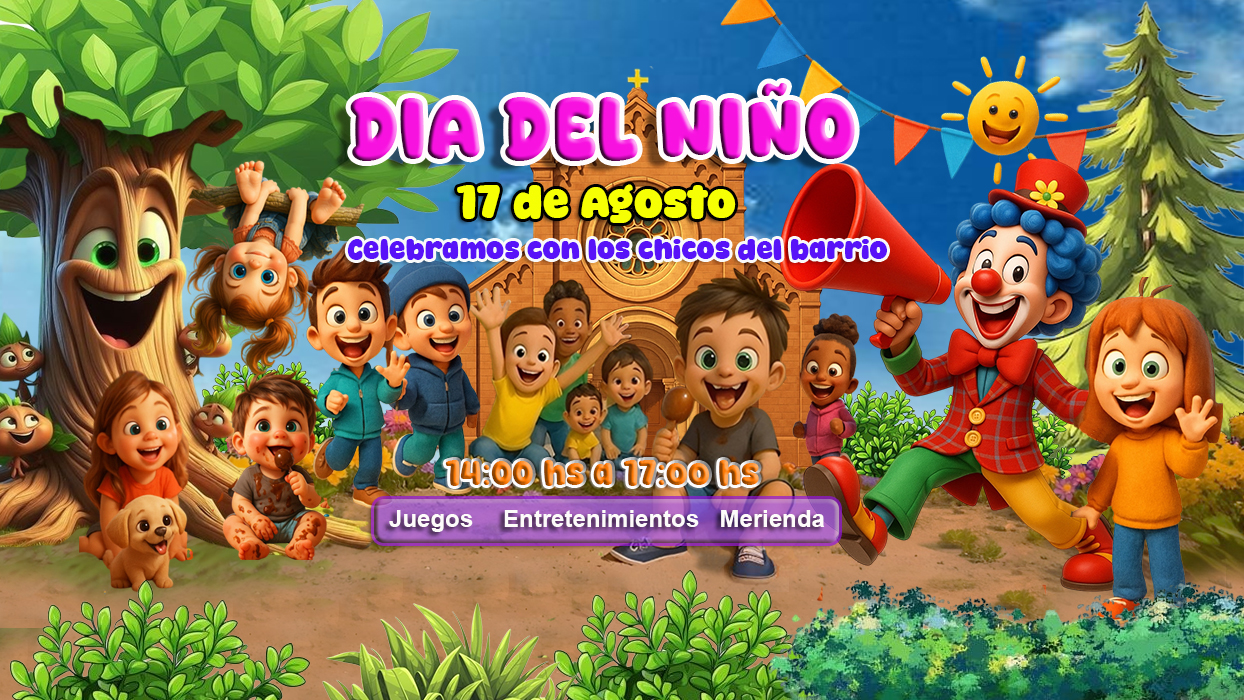 DIA DEL NIÑO
17 de Agosto
Celebramos con los chicos del barrio
14:00 hs a 17:00 hs
Juegos Entretenimientos Merienda